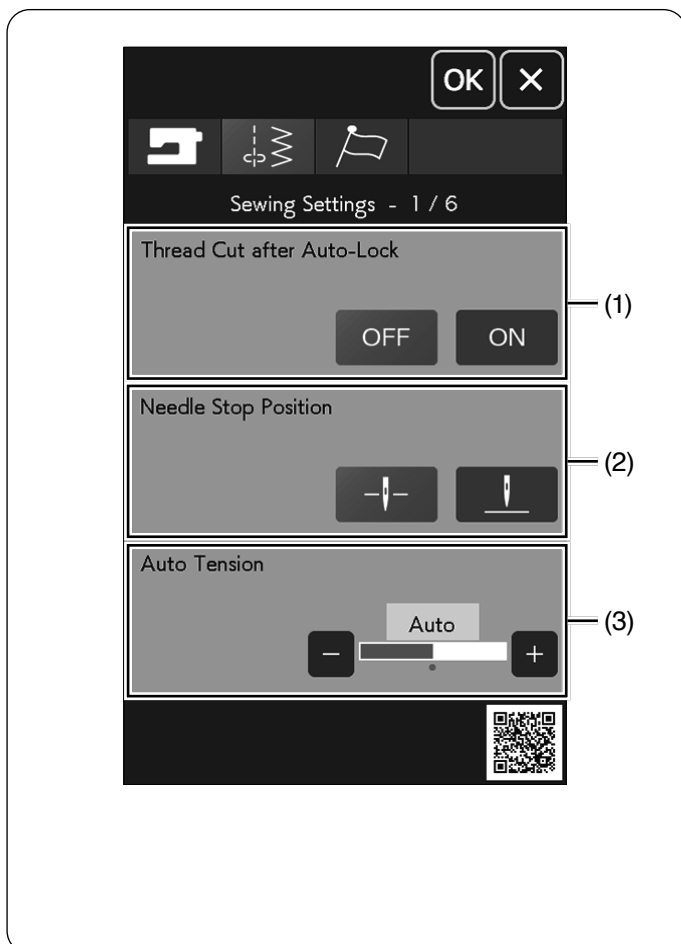 OK ×
Sewing Settings - 1 / 6
Thread Cut after Auto-Lock
OFF ON
(1)
Needle Stop Position
(2)
Auto Tension
Auto
− +
(3)